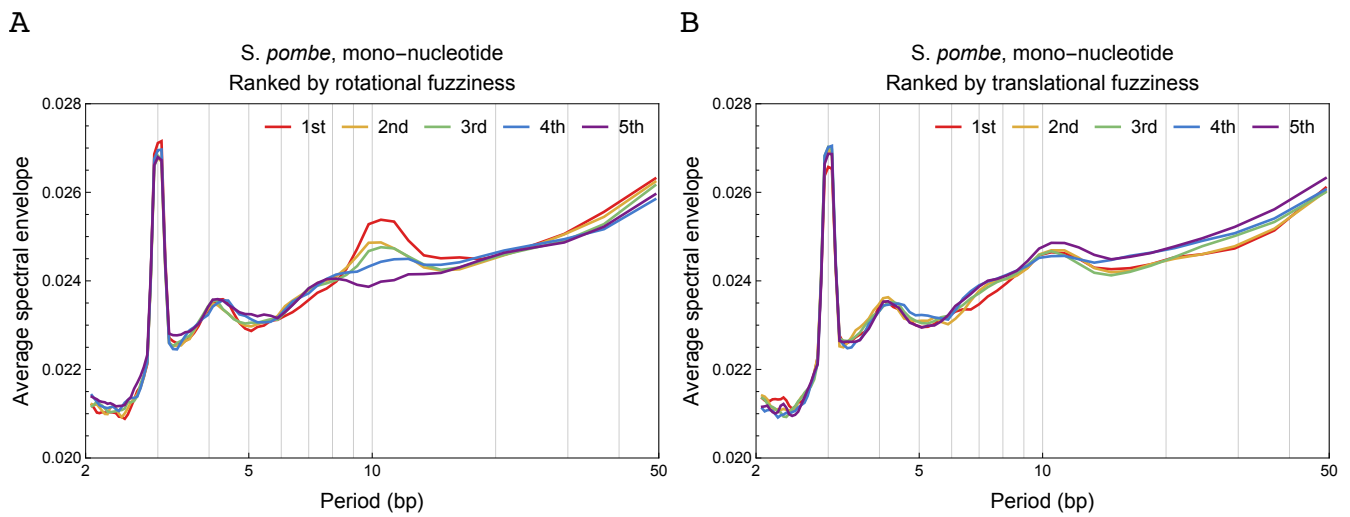 A
S. pombe, mono−nucleotide
Ranked by rotational fuzziness
1st 2nd 3rd 4th 5th
0.028
0.026
0.024
0.022
0.020
Average spectral envelope
2 5 10 50
Period (bp)
B
S. pombe, mono−nucleotide
Ranked by translational fuzziness
1st 2nd 3rd 4th 5th
0.028
0.026
0.024
0.022
0.020
Average spectral envelope
2 5 10 50
Period (bp)